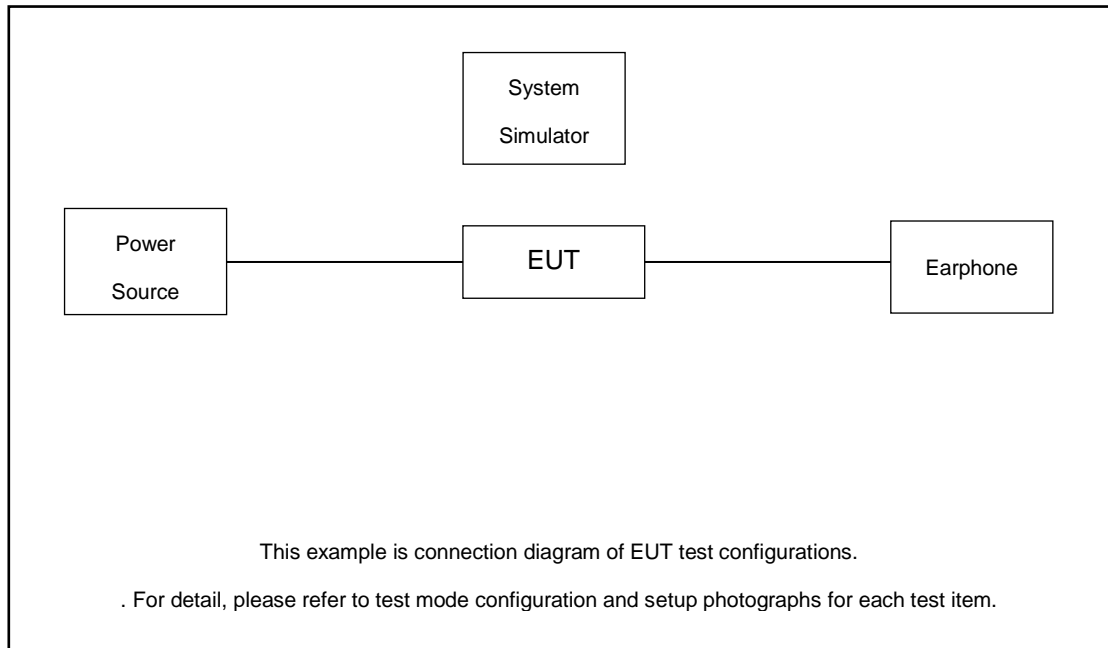 System
Simulator
Power
Source
EUT
Earphone
This example is connection diagram of EUT test configurations.
. For detail, please refer to test mode configuration and setup photographs for each test item.